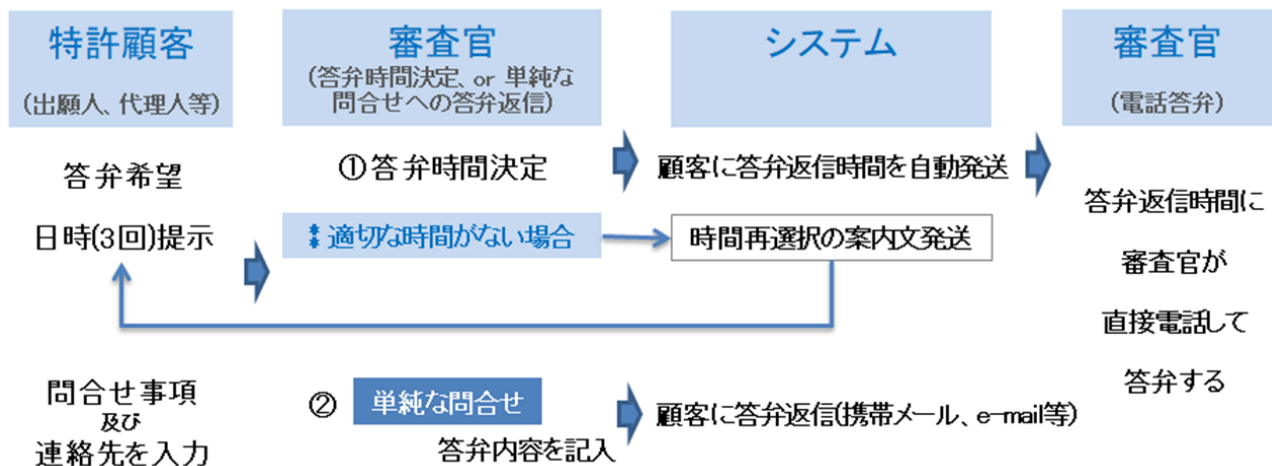 特許顧客
(出願人、代理人等)
審査官
(答弁時間決定、or 単純な
問合せへの答弁返信)
システム
審査官
(電話答弁)
答弁希望
日時(3回)提示
問合せ事項
及び
連絡先を入力
①答弁時間決定
顧客に答弁返信時間を自動発送
適切な時間がない場合
時間再選択の案内文発送
② 単純な問合せ
答弁内容を記入
顧客に答弁返信(携帯メール、e-mail等)
答弁返信時間に
審査官が
直接電話して
答弁する